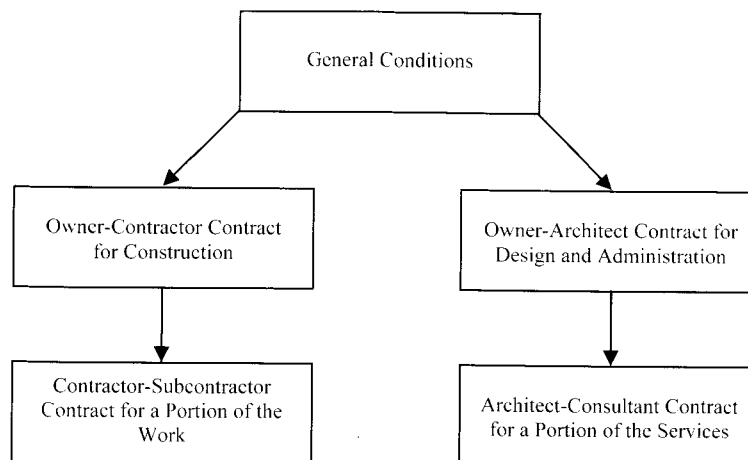 General Conditions
Owner-Contractor Contract
for Construction
Owner-Architect Contract for
Design and Administration
Contractor-Subcontractor
Contract for a Portion of the
Work
Architect-Consultant Contract
for a Portion of the Services